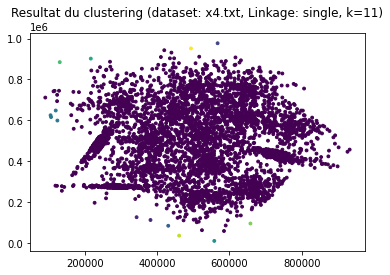 Resultat du clustering (dataset: x4.txt, Linkage: single, k=11)
1e6
1.0
0.8
0.6
0.4
0.2
0.0
200000 400000 600000 800000